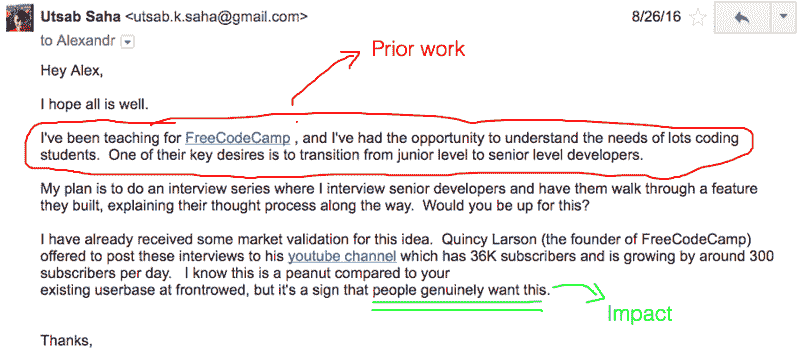 Utsab Saha <utsab.k.saha@gmail.com>
8/26/16
to Alexandr
Hey Alex,
Prior work
I hope all is well.
I've been teaching for FreeCodeCamp , and I've had the opportunity to understand the needs of lots coding
students. One of their key desires is to transition from junior level to senior level developers.
My plan is to do an interview series where I interview senior developers and have them walk through a feature
they built, explaining their thought process along the way. Would you be up for this?
I have already received some market validation for this idea. Quincy Larson (the founder of FreeCodeCamp)
offered to post these interviews to his youtube channel which has 36K subscribers and is growing by around 300
subscribers per day. I know this is a peanut compared to your
existing userbase at frontrowed, but it's a sign that people genuinely want this.
Impact
Thanks,